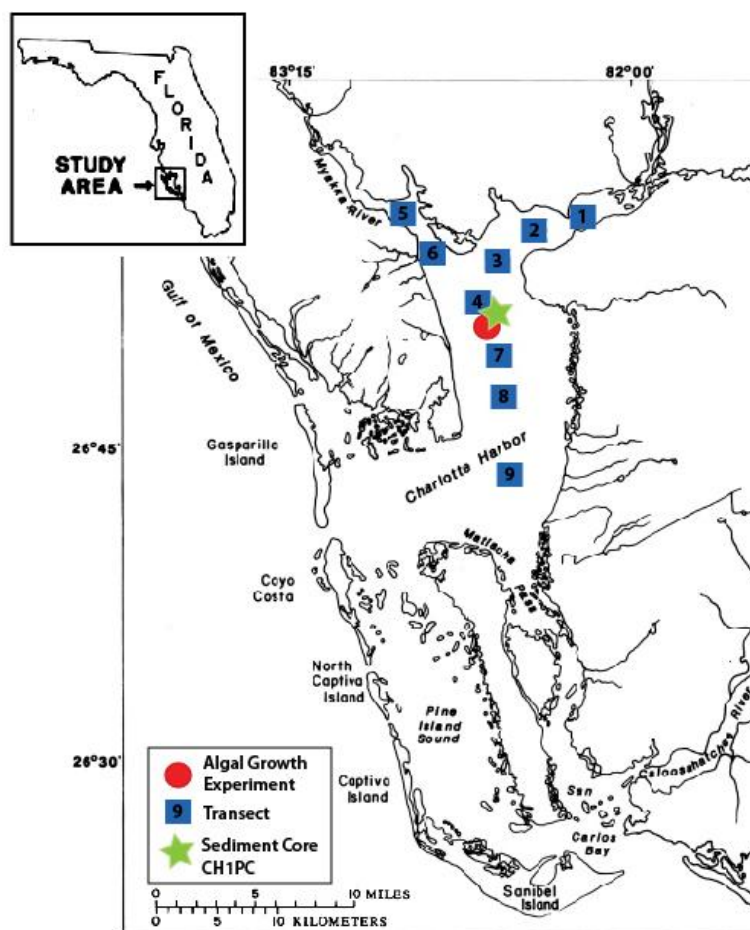 FLORIDA
STUDY
AREA
83°15'
82°00'
Myakka River
5
1
2
6
3
4
7
8
9
Gulf of Mexico
26°45'
Gasparilla
Island
Charlotte Harbor
Matlacha
Pass
Cayo
Costa
North
Captiva
Island
Pine
Island
Sound
26°30'
Captiva
Island
Caloosahatchee River
San
Carlos
Bay
Sanibel
Island
Algal Growth
Experiment
9 Transect
Sediment Core
CH1PC
0 5 10 MILES
0 5 10 KILOMETERS